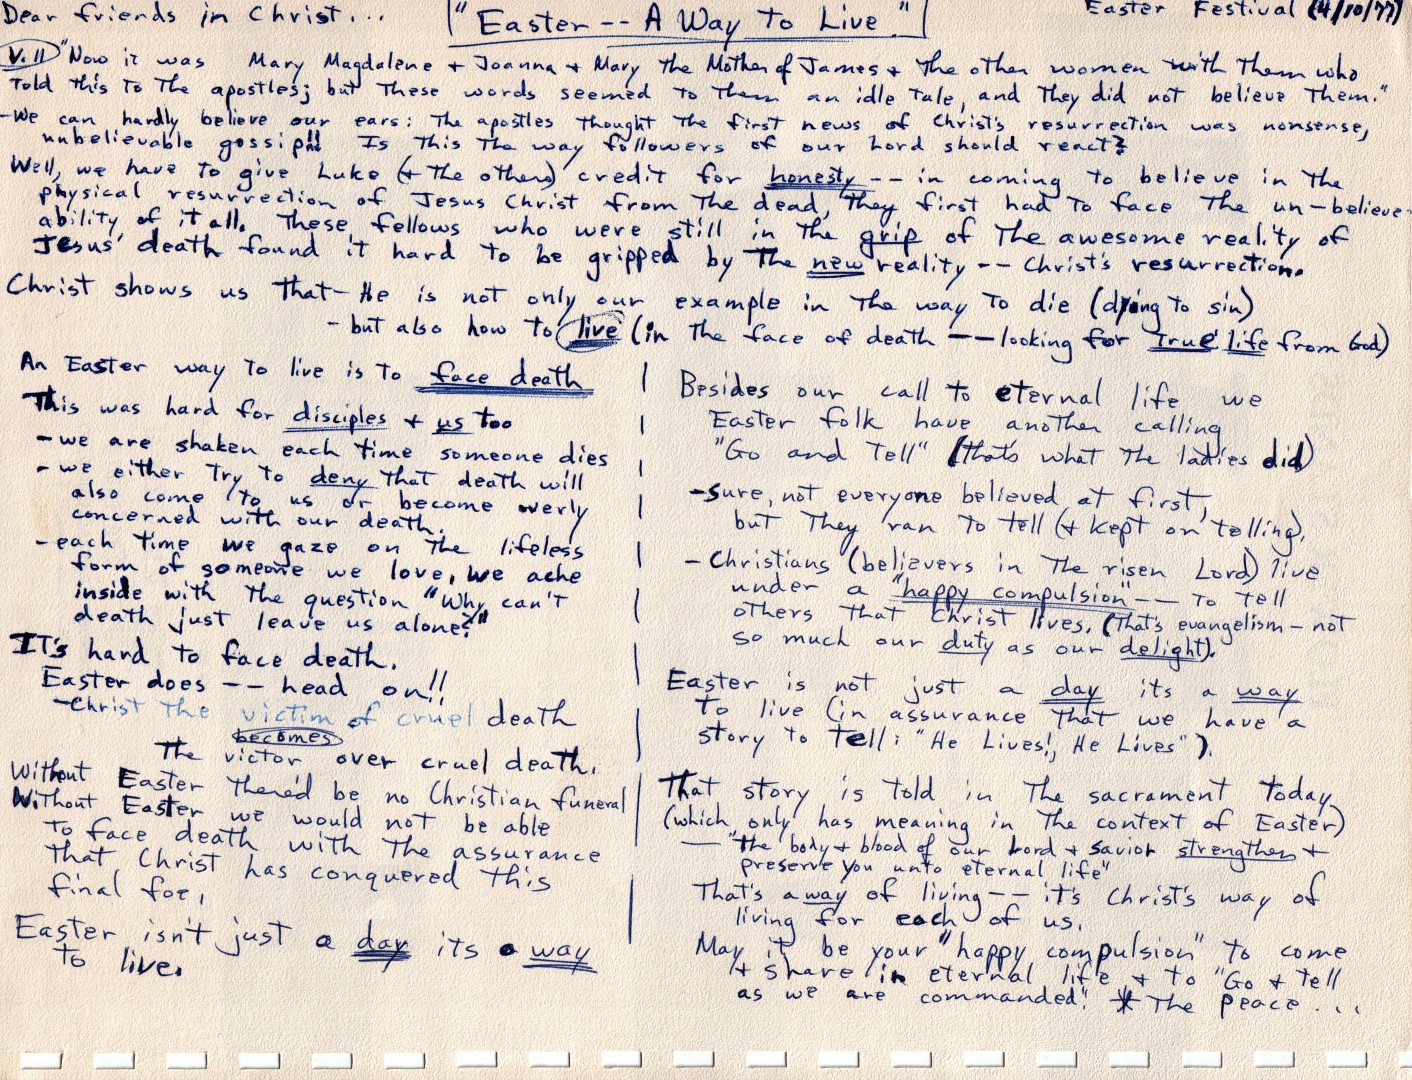 Dear friends in Christ...
"Easter -- A Way To Live"
Easter Festival (4/10/77)
V. 11 "Now it was Mary Magdalene + Joanna + Mary The Mother of James + The other women with Them who
Told this To The apostles; but These words seemed To Them an idle Tale, and They did not believe Them."
-We can hardly believe our ears: The apostles Thought The first news of Christ's resurrection was nonsense,
unbelievable gossip!! Is This The way followers of our Lord should react?
Well, we have To give Luke (+ The others) credit for honesty -- in coming To believe in The
physical resurrection of Jesus Christ from The dead, They first had To face The un-believe-
ability of it all. These fellows who were still in The grip of The awesome reality of
Jesus' death found it hard to be gripped by The new reality -- Christ's resurrection.
Christ shows us That - He is not only our example in The way To die (dying to sin)
- but also how to live (in The face of death -- looking for True life from God)
An Easter way To live is to face death
This was hard for disciples + us too
- we are shaken each time someone dies
- we either Try to deny That death will
also come To us or become overly
concerned with our death.
- each time we gaze on The lifeless
form of someone we love, we ache
inside with The question "Why can't
death just leave us alone?"
IT's hard to face death.
Easter does -- head on!!
-Christ The victim of cruel death
becomes
The victor over cruel death.
Without Easter There'd be no Christian funeral
Without Easter we would not be able
To face death with The assurance
That Christ has conquered This
final foe,
Easter isn't just a day its a way
To live.
Besides our call To eternal life we
Easter folk have another calling
"Go and Tell" (That's what The ladies did)
-sure, not everyone believed at first,
but They ran To tell (+ kept on telling).
- Christians (believers in The risen Lord) live
under a "happy compulsion" -- To tell
others That Christ lives. (That's evangelism - not
so much our duty as our delight).
Easter is not just a day its a way
To live (in assurance That we have a
story to Tell: "He Lives!, He Lives").
That story is Told in The sacrament Today
(which only has meaning in The context of Easter)
- "The body + blood of our Lord + Savior strengthen +
preserve you unto eternal life"
That's a way of living -- it's Christ's way of
living for each of us.
May it be your "happy compulsion" To come
+ share in eternal life + to "Go + Tell
as we are commanded." * The peace...